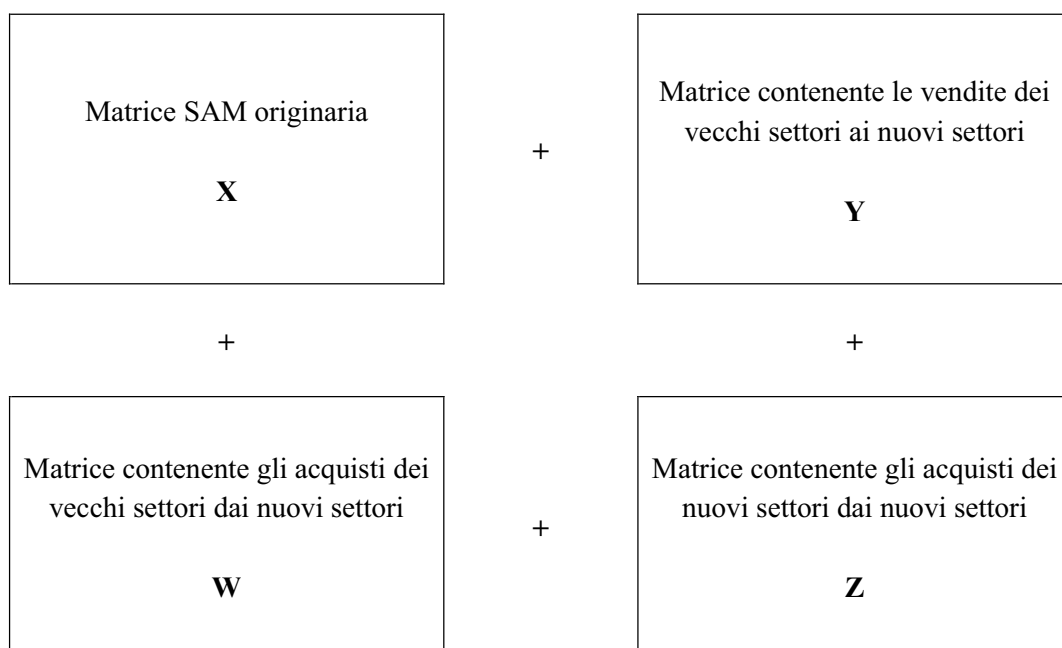 Matrice SAM originaria
X
+
Matrice contenente le vendite dei
vecchi settori ai nuovi settori
Y
+
+
Matrice contenente gli acquisti dei
vecchi settori dai nuovi settori
W
+
Matrice contenente gli acquisti dei
nuovi settori dai nuovi settori
Z